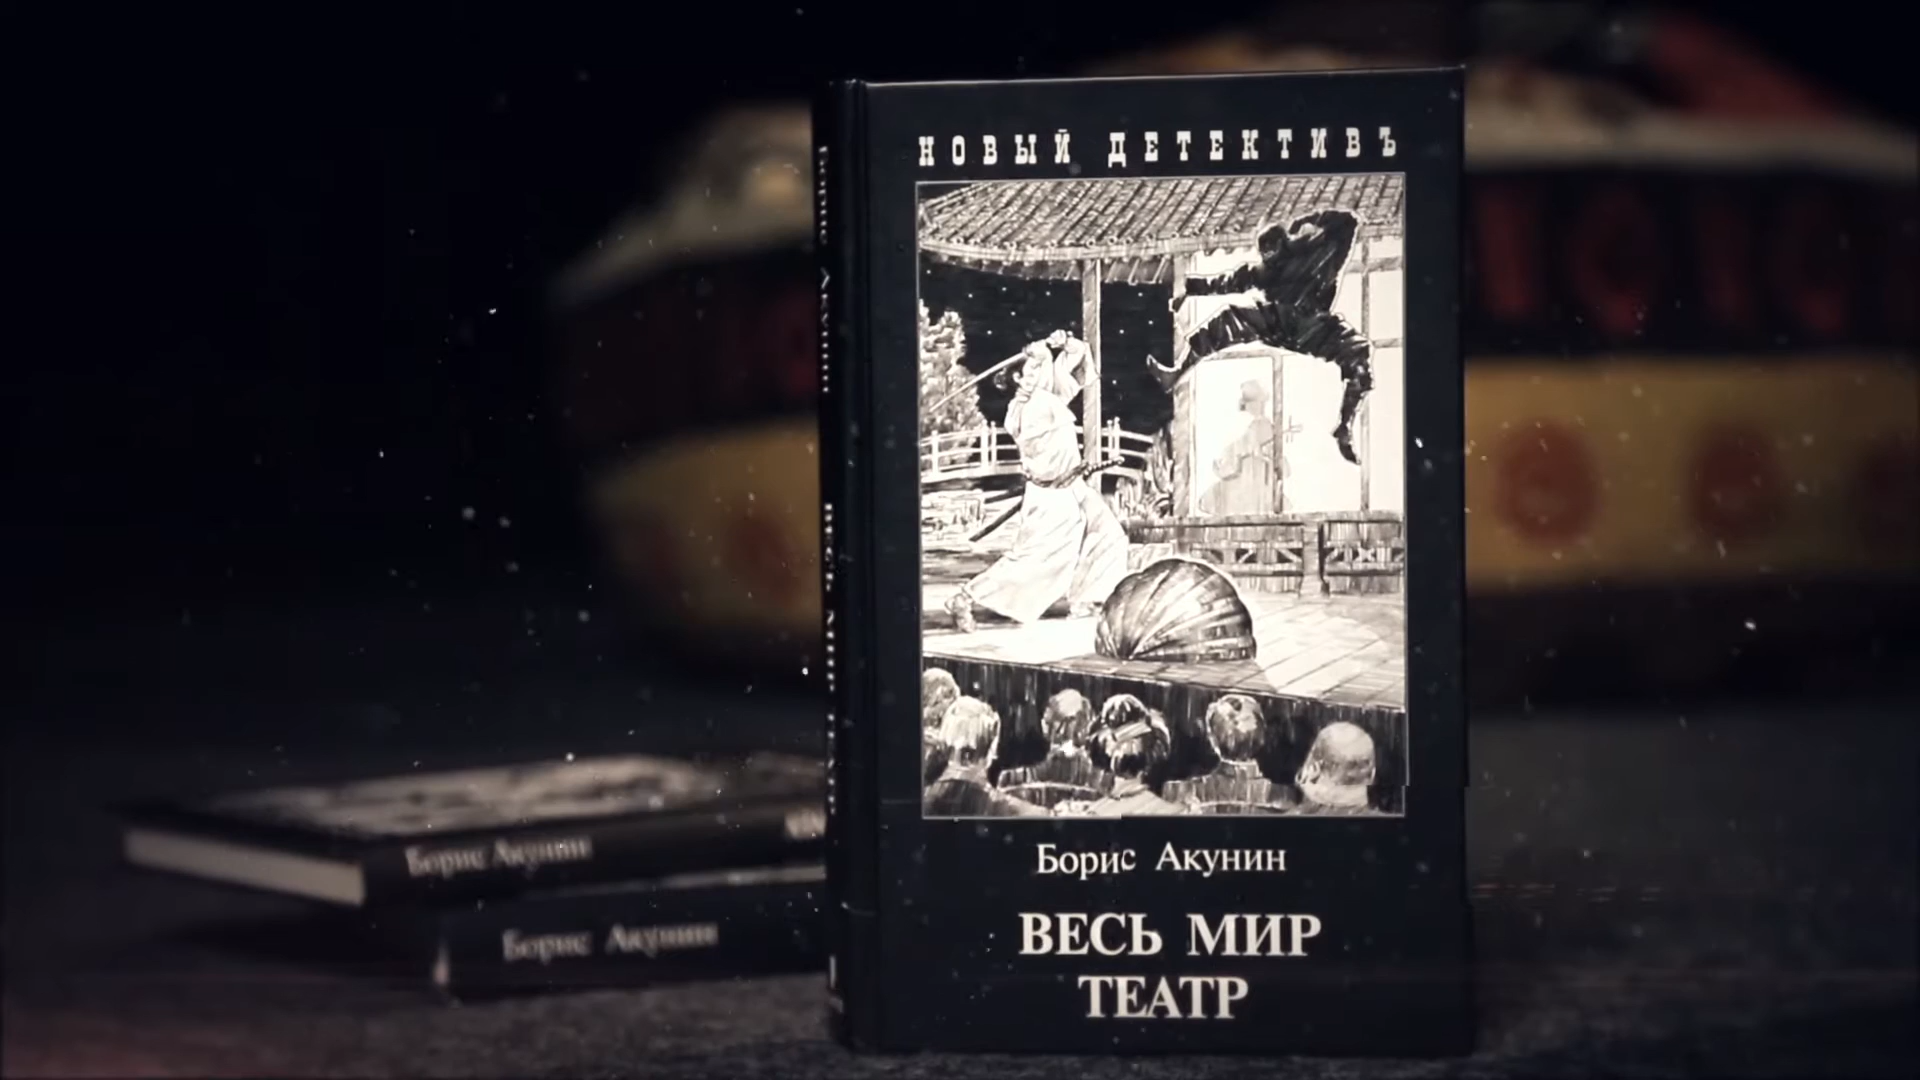 НОВЫЙ ДЕТЕКТИВЪ
Борис Акунин
ВЕСЬ МИР
ТЕАТР
Борис Акунин ВЕСЬ МИР ТЕАТР
Борис Акунин
Борис Акунин